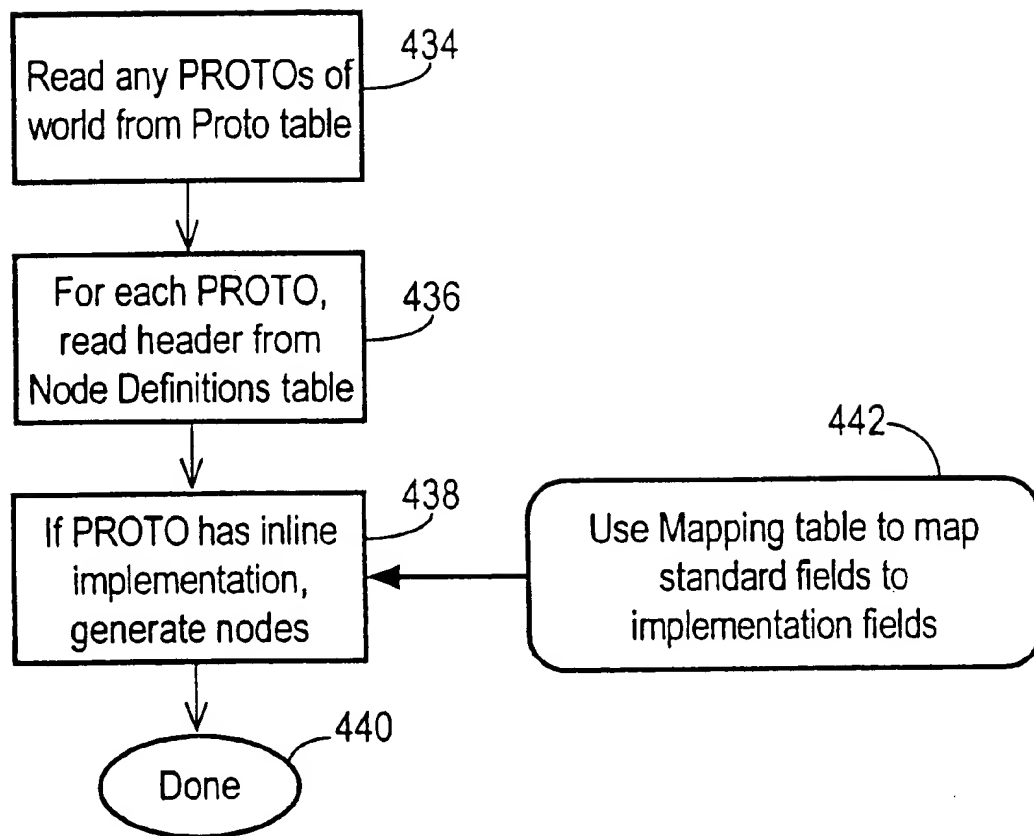 434
Read any PROTOs of
world from Proto table
436
For each PROTO,
read header from
Node Definitions table
438
If PROTO has inline
implementation,
generate nodes
442
Use Mapping table to map
standard fields to
implementation fields
440
Done